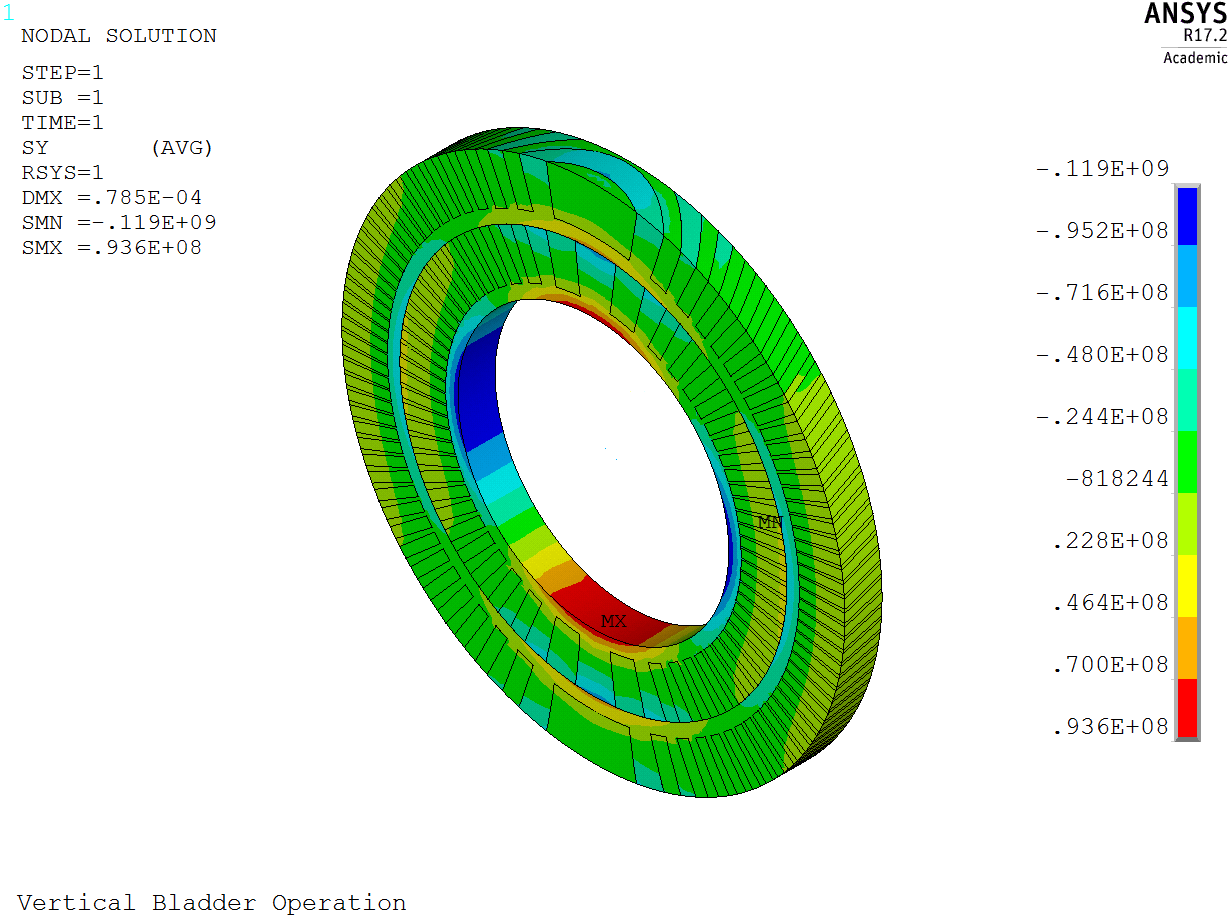 1
ANSYS
R17.2
Academic
NODAL SOLUTION
STEP=1
SUB =1
TIME=1
SY (AVG)
RSYS=1
DMX =.785E-04
SMN =-.119E+09
SMX =.936E+08
-.119E+09
-.952E+08
-.716E+08
-.480E+08
-.244E+08
-818244
.228E+08
.464E+08
.700E+08
.936E+08
MN
MX
Vertical Bladder Operation